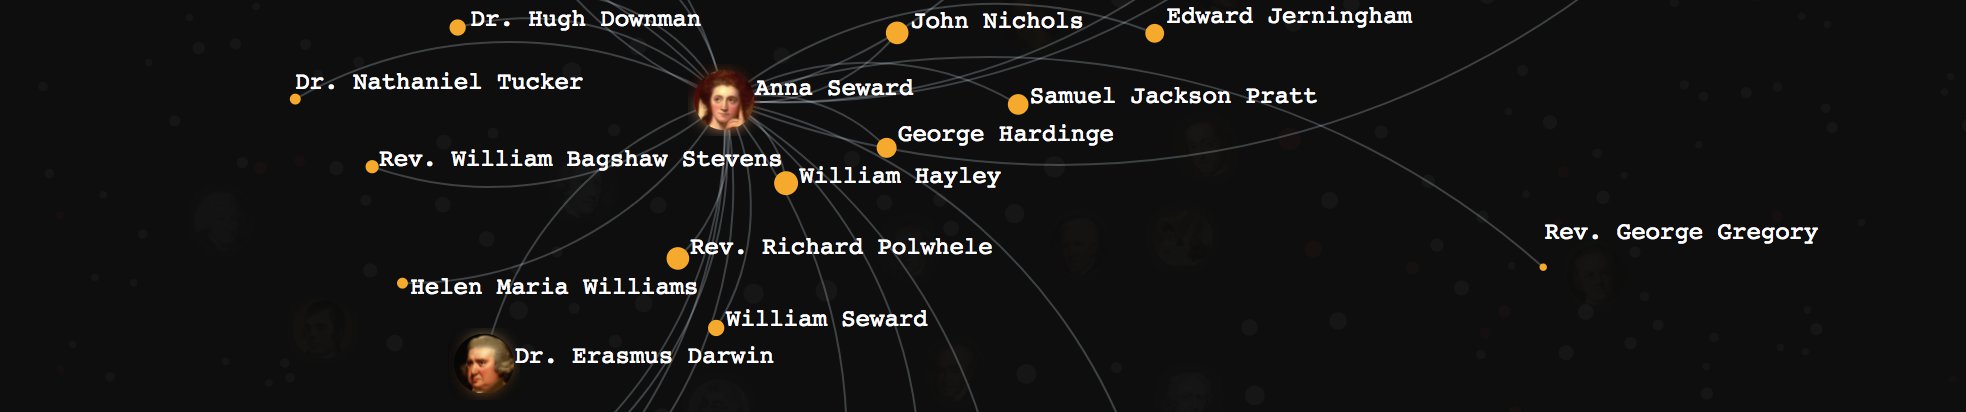 Dr. Hugh Downman
John Nichols
Edward Jerningham
Dr. Nathaniel Tucker
Anna Seward
Samuel Jackson Pratt
George Hardinge
Rev. William Bagshaw Stevens
William Hayley
Rev. George Gregory
Rev. Richard Polwhele
Helen Maria Williams
William Seward
Dr. Erasmus Darwin